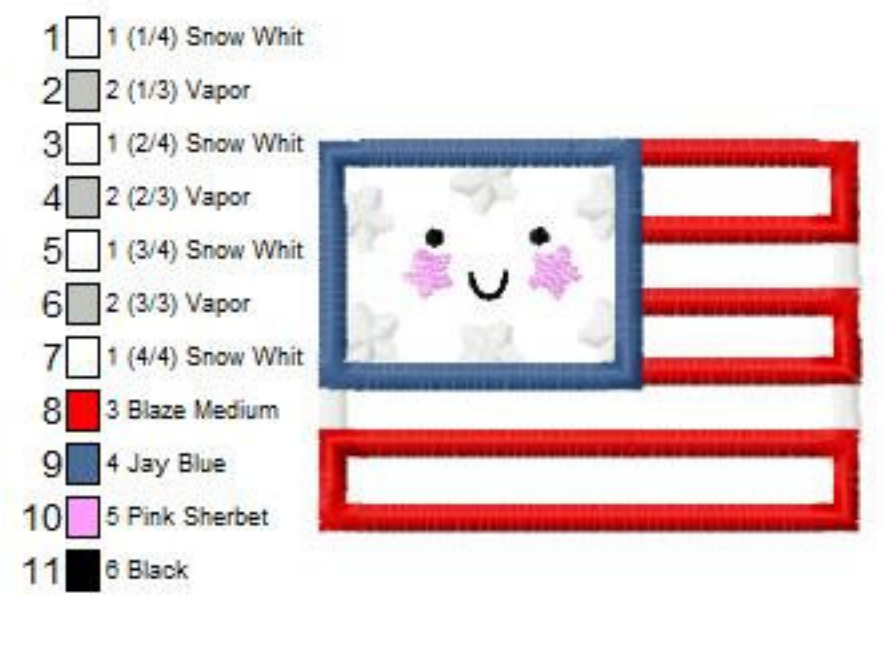 1 1 (1/4) Snow Whit
2 2 (1/3) Vapor
3 1 (2/4) Snow Whit
4 2 (2/3) Vapor
5 1 (3/4) Snow Whit
6 2 (3/3) Vapor
7 1 (4/4) Snow Whit
8 3 Blaze Medium
9 4 Jay Blue
10 5 Pink Sherbet
11 6 Black